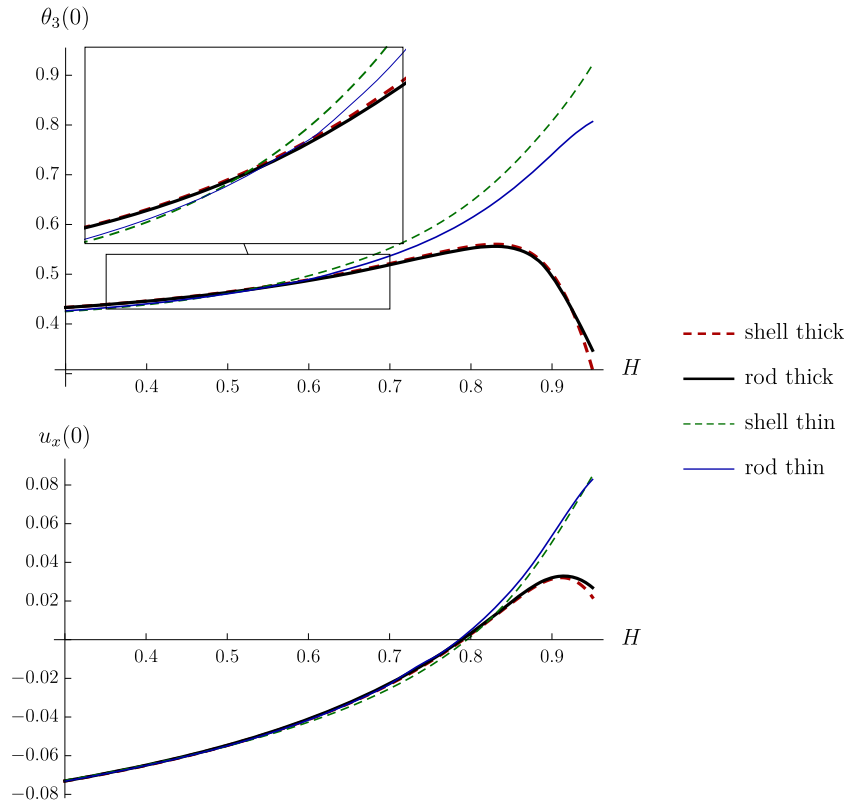 θ₃(0)
0.9
0.8
0.7
0.6
0.5
0.4
0.4 0.5 0.6 0.7 0.8 0.9 H
shell thick
rod thick
shell thin
rod thin
uₓ(0)
0.08
0.06
0.04
0.02
0.4 0.5 0.6 0.7 0.8 0.9 H
−0.02
−0.04
−0.06
−0.08